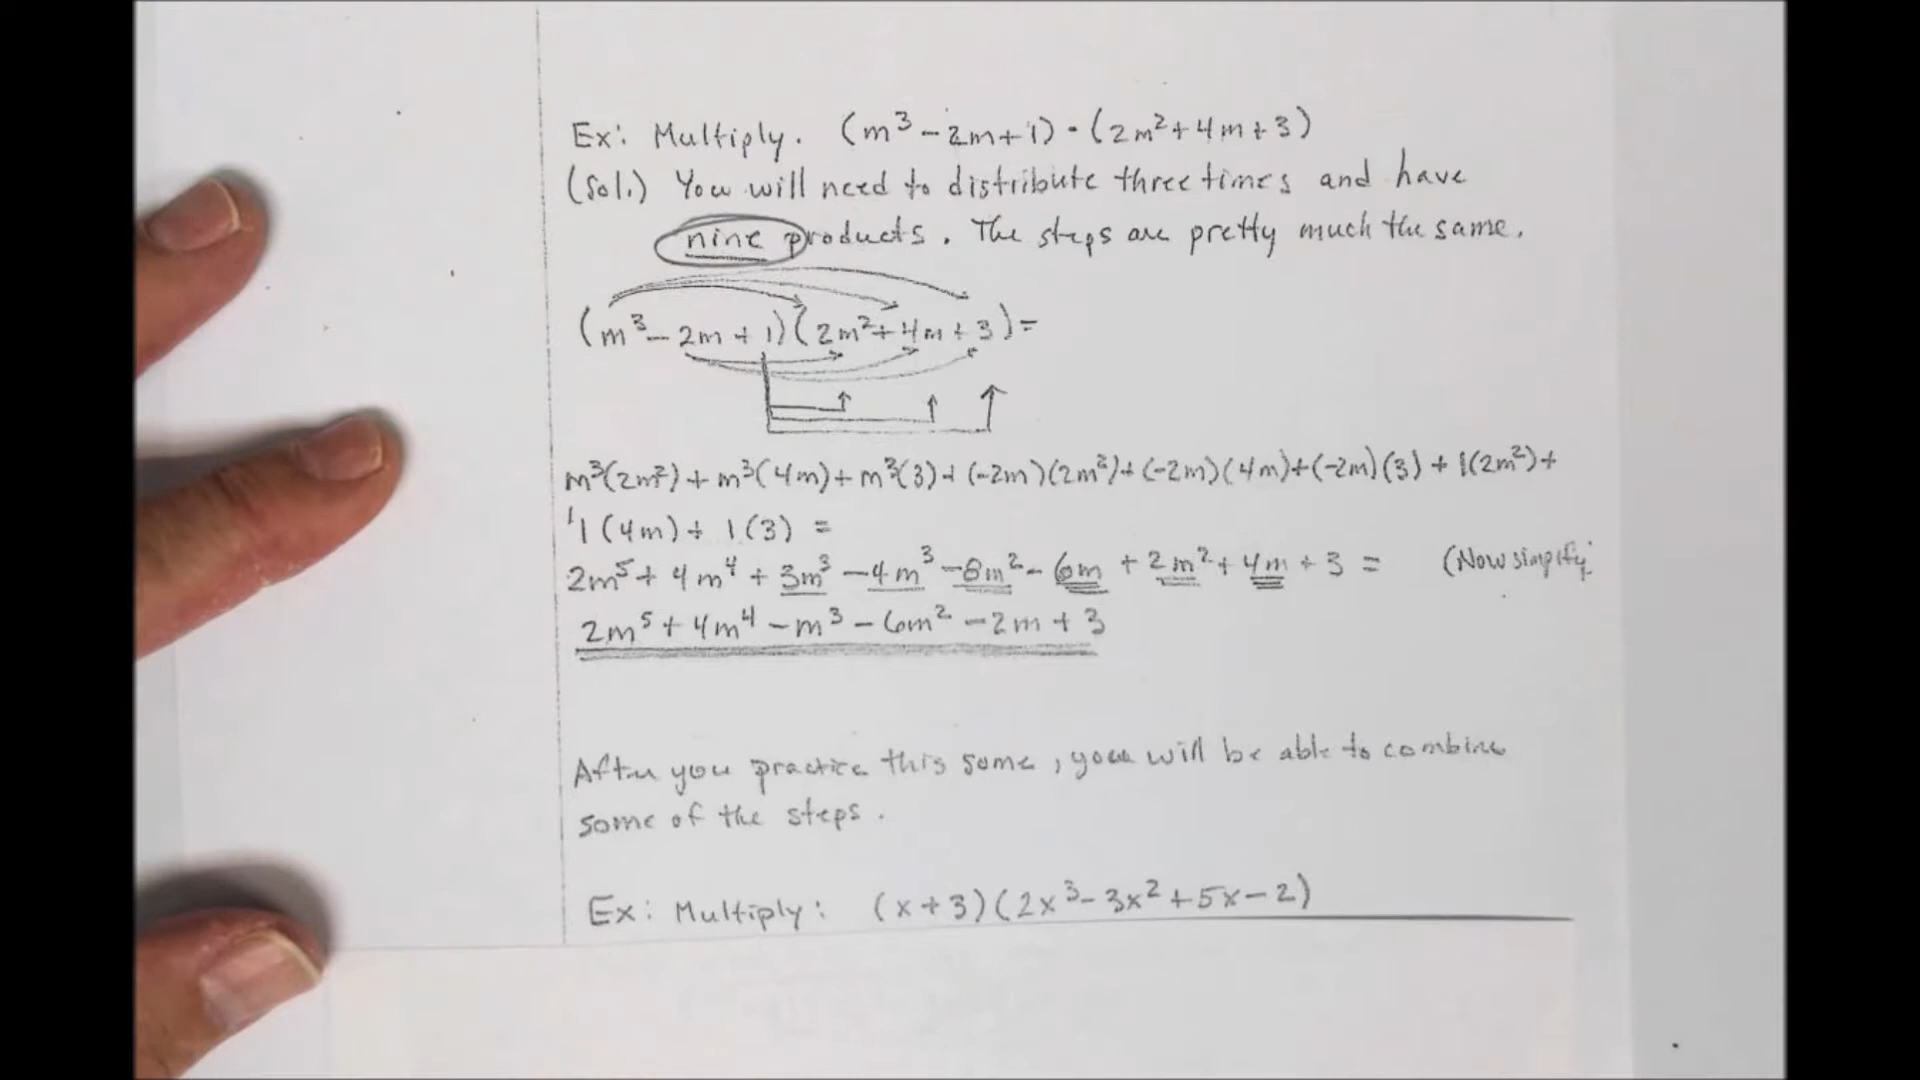 Ex: Multiply. (m³ - 2m + 1) · (2m² + 4m + 3)
(Sol.) You will need to distribute three times and have
nine products. The steps are pretty much the same.
(m³ - 2m + 1)(2m² + 4m + 3) =
m³(2m²) + m³(4m) + m³(3) + (-2m)(2m²) + (-2m)(4m) + (-2m)(3) + 1(2m²) +
1(4m) + 1(3) =
2m⁵ + 4m⁴ + 3m³ - 4m³ - 8m² - 6m + 2m² + 4m + 3 = (Now simplify
2m⁵ + 4m⁴ - m³ - 6m² - 2m + 3
After you practice this some, you will be able to combine
some of the steps.
Ex: Multiply: (x + 3)(2x³ - 3x² + 5x - 2)